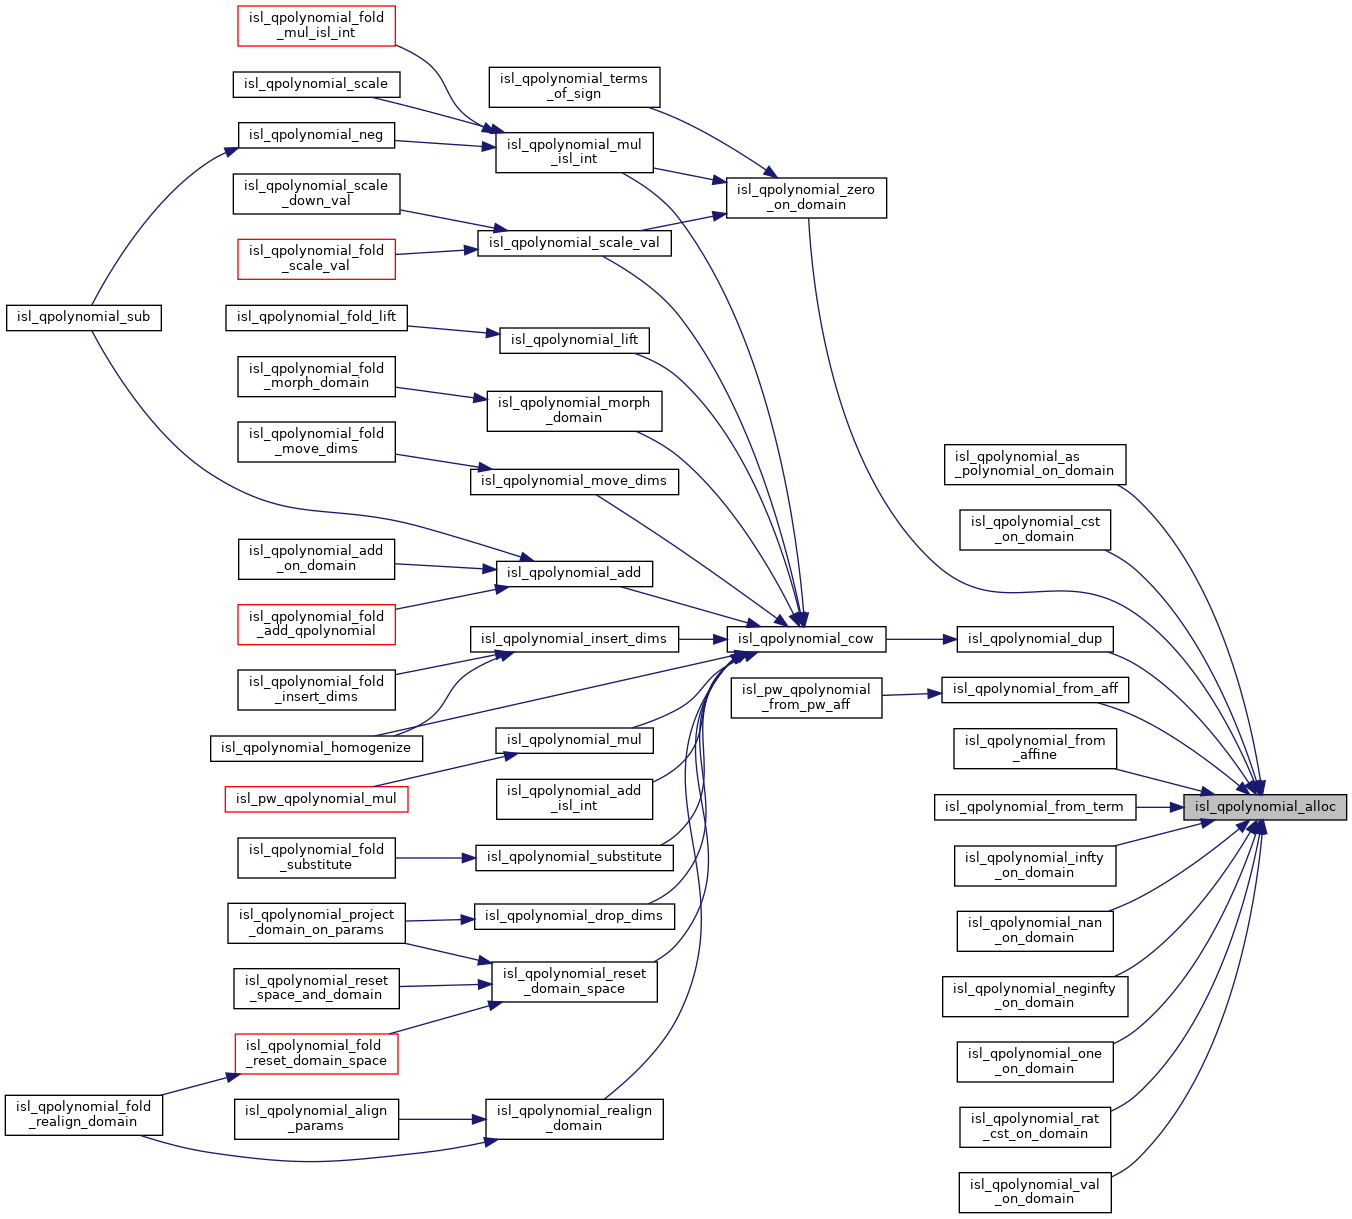 isl_qpolynomial_fold
_mul_isl_int
isl_qpolynomial_scale
isl_qpolynomial_terms
_of_sign
isl_qpolynomial_neg
isl_qpolynomial_mul
_isl_int
isl_qpolynomial_scale
_down_val
isl_qpolynomial_zero
_on_domain
isl_qpolynomial_scale_val
isl_qpolynomial_fold
_scale_val
isl_qpolynomial_sub
isl_qpolynomial_fold_lift
isl_qpolynomial_lift
isl_qpolynomial_fold
_morph_domain
isl_qpolynomial_morph
_domain
isl_qpolynomial_fold
_move_dims
isl_qpolynomial_move_dims
isl_qpolynomial_as
_polynomial_on_domain
isl_qpolynomial_cst
_on_domain
isl_qpolynomial_add
_on_domain
isl_qpolynomial_add
isl_qpolynomial_fold
_add_qpolynomial
isl_qpolynomial_insert_dims
isl_qpolynomial_cow
isl_qpolynomial_dup
isl_qpolynomial_fold
_insert_dims
isl_pw_qpolynomial
_from_pw_aff
isl_qpolynomial_from_aff
isl_qpolynomial_homogenize
isl_qpolynomial_mul
isl_qpolynomial_from
_affine
isl_pw_qpolynomial_mul
isl_qpolynomial_add
_isl_int
isl_qpolynomial_from_term
isl_qpolynomial_alloc
isl_qpolynomial_fold
_substitute
isl_qpolynomial_substitute
isl_qpolynomial_infty
_on_domain
isl_qpolynomial_project
_domain_on_params
isl_qpolynomial_drop_dims
isl_qpolynomial_nan
_on_domain
isl_qpolynomial_reset
_space_and_domain
isl_qpolynomial_reset
_domain_space
isl_qpolynomial_neginfty
_on_domain
isl_qpolynomial_fold
_reset_domain_space
isl_qpolynomial_one
_on_domain
isl_qpolynomial_fold
_realign_domain
isl_qpolynomial_align
_params
isl_qpolynomial_realign
_domain
isl_qpolynomial_rat
_cst_on_domain
isl_qpolynomial_val
_on_domain